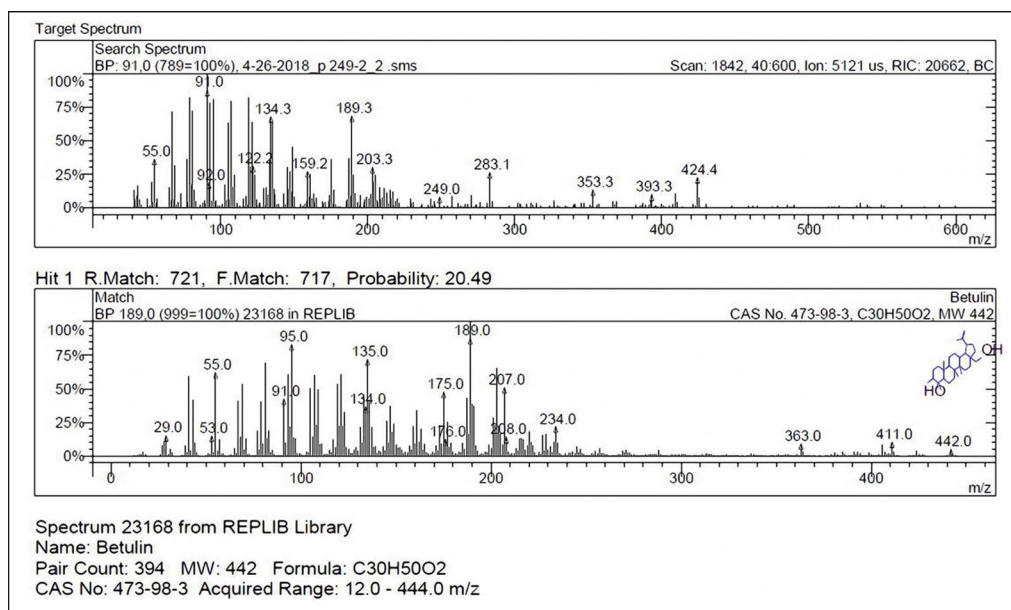 Target Spectrum
Search Spectrum
BP: 91,0 (789=100%), 4-26-2018_p 249-2_2 .sms
Scan: 1842, 40:600, Ion: 5121 us, RIC: 20662, BC
100%
75%
50%
25%
0%
55.0
91.0
92.0
122.2
134.3
159.2
189.3
203.3
249.0
283.1
353.3
393.3
424.4
100
200
300
400
500
600
m/z
Hit 1 R.Match: 721, F.Match: 717, Probability: 20.49
Match
Betulin
BP 189,0 (999=100%) 23168 in REPLIB
CAS No. 473-98-3, C30H50O2, MW 442
100%
75%
50%
25%
0%
29.0
53.0
55.0
91.0
95.0
134.0
135.0
175.0
176.0
189.0
207.0
208.0
234.0
363.0
411.0
442.0
OH
HO
0
100
200
300
400
m/z
Spectrum 23168 from REPLIB Library
Name: Betulin
Pair Count: 394 MW: 442 Formula: C30H50O2
CAS No: 473-98-3 Acquired Range: 12.0 - 444.0 m/z